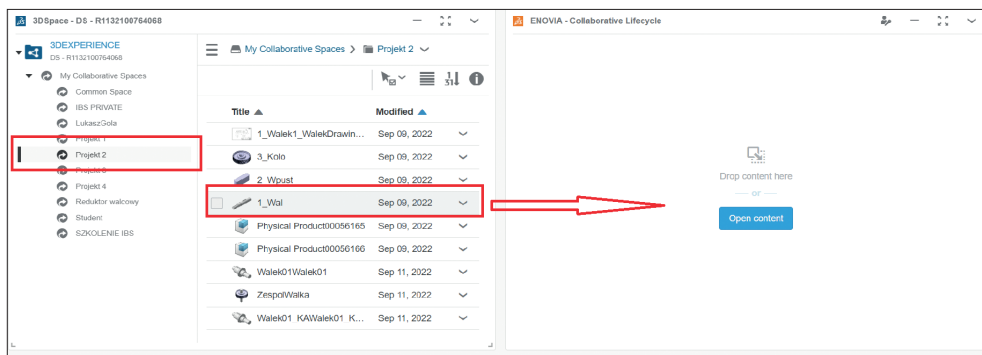 3DSpace - DS - R1132100764068
3DEXPERIENCE
DS - R1132100764068
My Collaborative Spaces
Common Space
IBS PRIVATE
LukaszGola
Projekt 1
Projekt 2
Projekt 3
Projekt 4
Reduktor walcowy
Student
SZKOLENIE IBS
My Collaborative Spaces > Projekt 2
Title Modified
1_Walek1_WalekDrawin... Sep 09, 2022
3_Kolo Sep 09, 2022
2_Wpust Sep 09, 2022
1_Wal Sep 09, 2022
Physical Product00056165 Sep 09, 2022
Physical Product00056166 Sep 09, 2022
Walek01Walek01 Sep 11, 2022
ZespolWalka Sep 11, 2022
Walek01_KAWalek01_K... Sep 11, 2022
ENOVIA - Collaborative Lifecycle
Drop content here
or
Open content